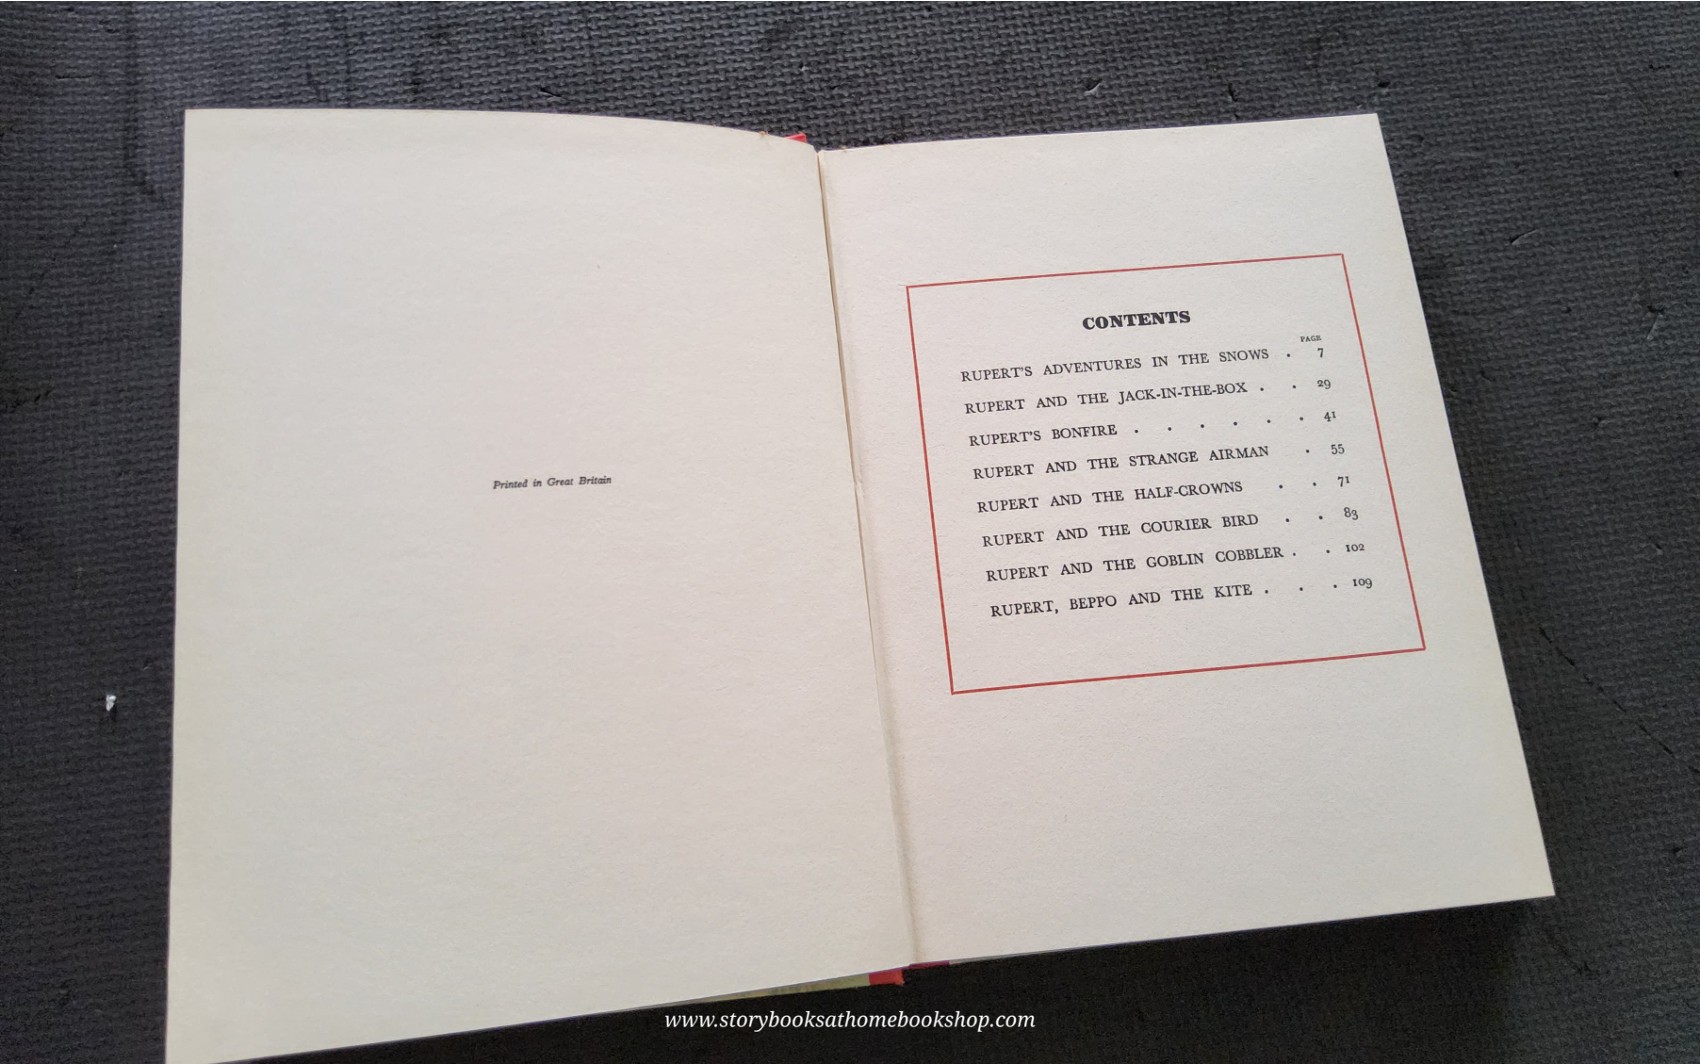 Printed in Great Britain
CONTENTS
PAGE
RUPERT'S ADVENTURES IN THE SNOWS . 7
RUPERT AND THE JACK-IN-THE-BOX . . 29
RUPERT'S BONFIRE . . . . . . 41
RUPERT AND THE STRANGE AIRMAN . 55
RUPERT AND THE HALF-CROWNS . . 71
RUPERT AND THE COURIER BIRD . . 83
RUPERT AND THE GOBLIN COBBLER . . 102
RUPERT, BEPPO AND THE KITE . . . 109
www.storybooksathomebookshop.com